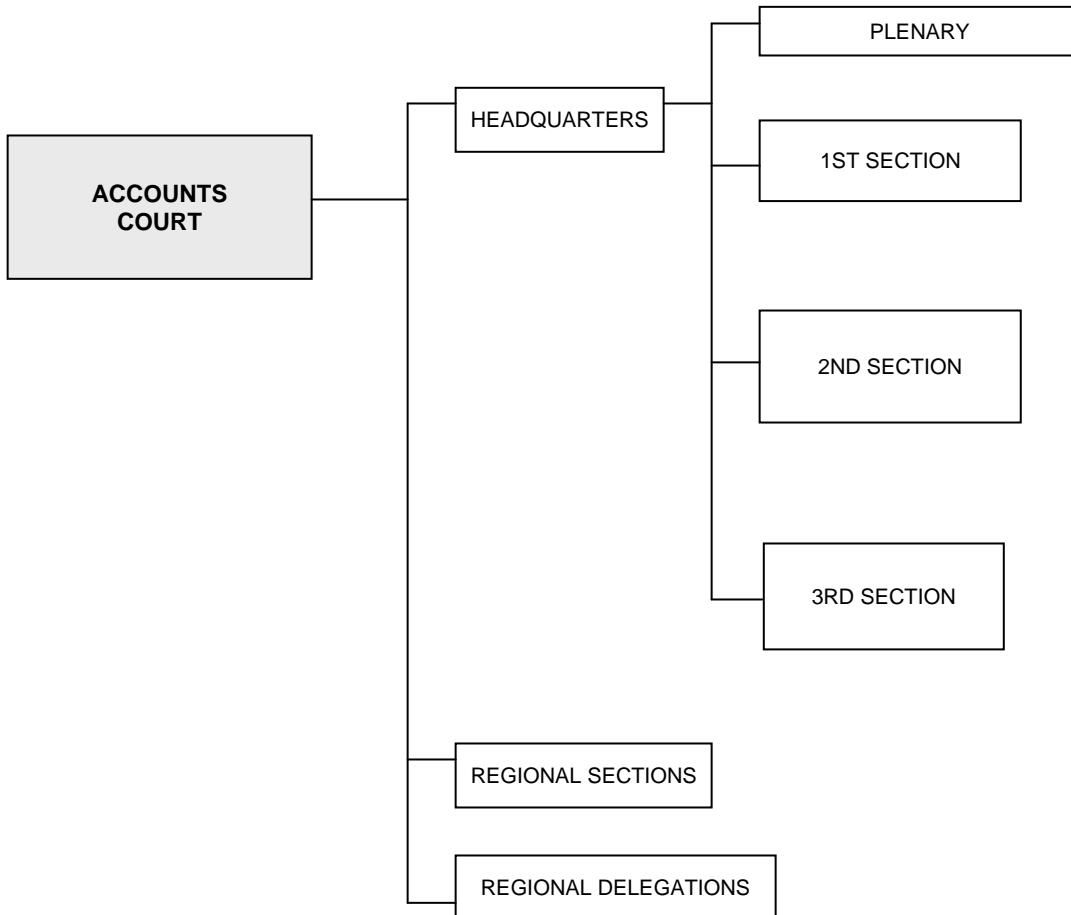 PLENARY
HEADQUARTERS
1ST SECTION
ACCOUNTS
COURT
2ND SECTION
3RD SECTION
REGIONAL SECTIONS
REGIONAL DELEGATIONS